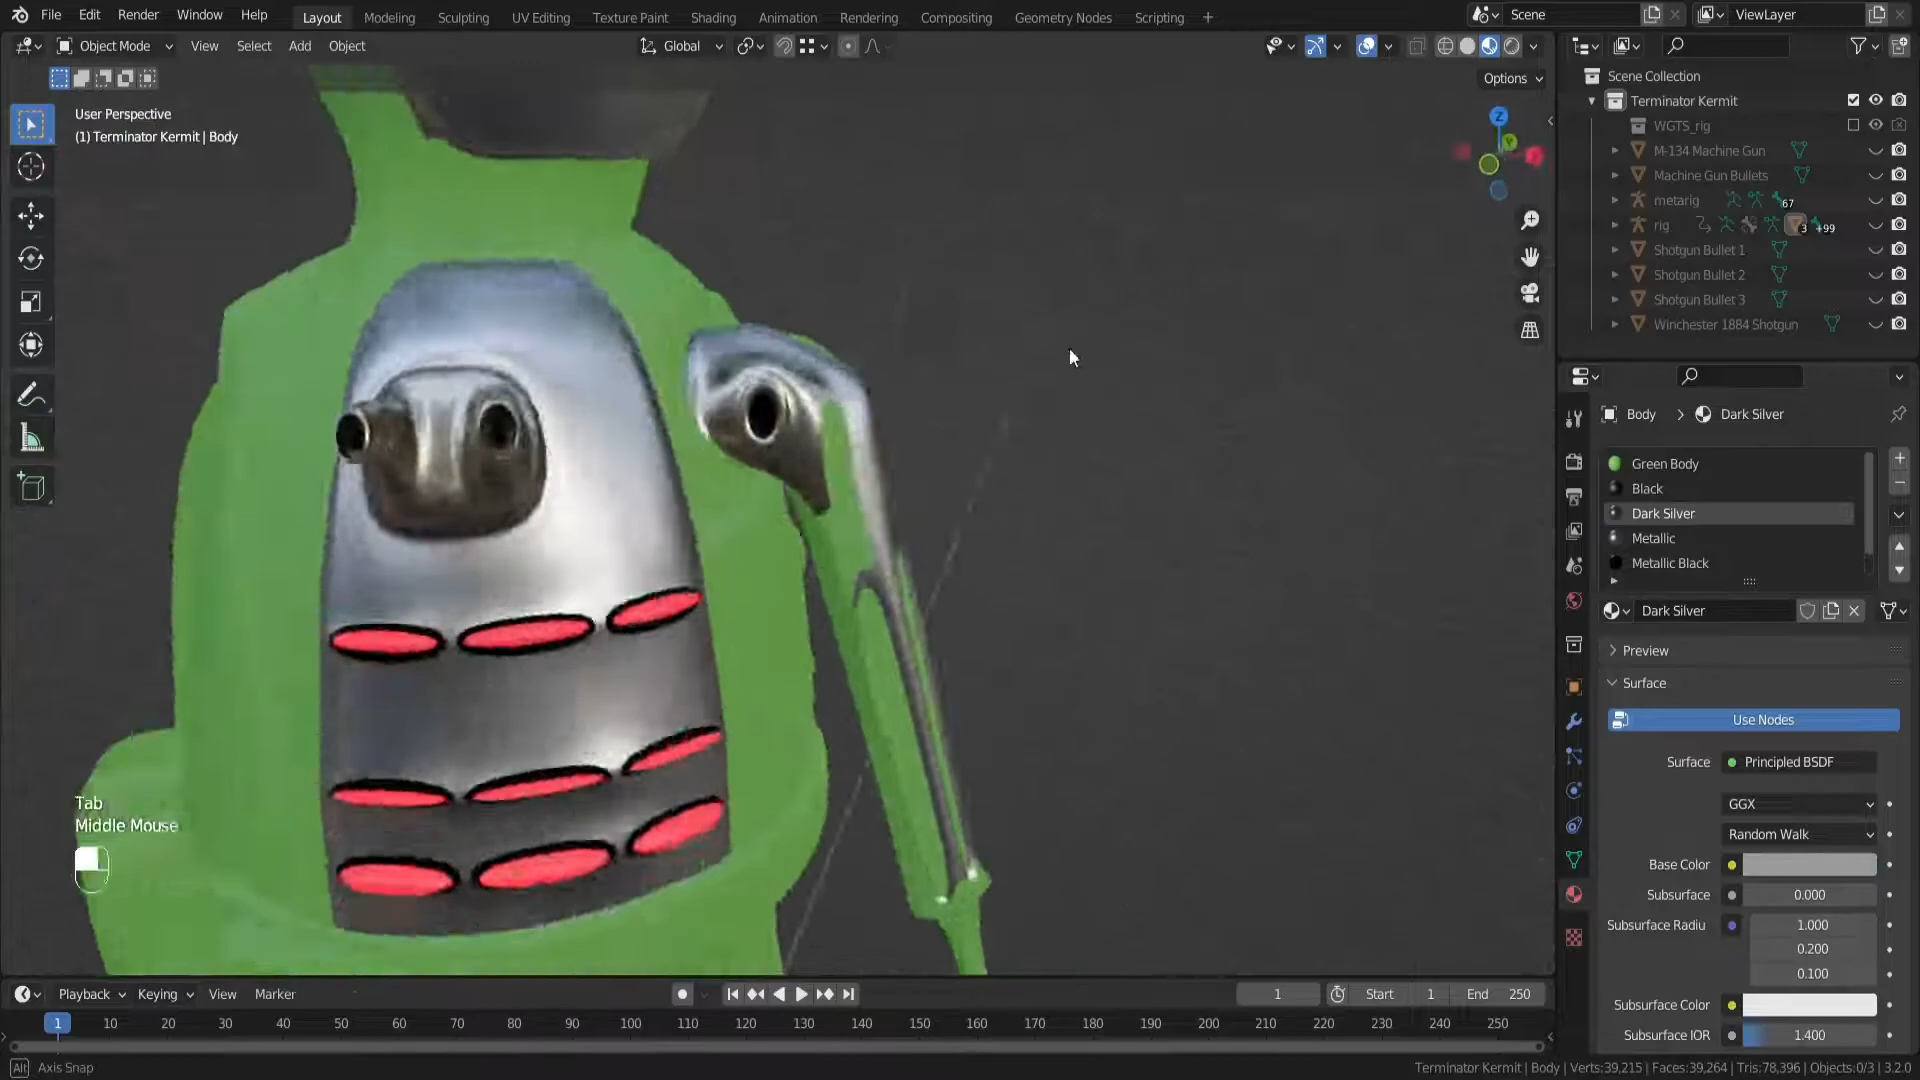 File Edit Render Window Help Layout Modeling Sculpting UV Editing Texture Paint Shading Animation Rendering Compositing Geometry Nodes Scripting + Scene ViewLayer
Object Mode View Select Add Object Global
Options
User Perspective
(1) Terminator Kermit | Body
Z
Scene Collection
Terminator Kermit
WGTS_rig
M-134 Machine Gun
Machine Gun Bullets
metarig 67
rig 3 +99
Shotgun Bullet 1
Shotgun Bullet 2
Shotgun Bullet 3
Winchester 1884 Shotgun
Body > Dark Silver
Green Body
Black
Dark Silver
Metallic
Metallic Black
Dark Silver
Preview
Surface
Use Nodes
Surface Principled BSDF
GGX
Random Walk
Base Color
Subsurface 0.000
Subsurface Radiu 1.000
0.200
0.100
Subsurface Color
Subsurface IOR 1.400
Tab
Middle Mouse
Playback Keying View Marker 1 Start 1 End 250
1 10 20 30 40 50 60 70 80 90 100 110 120 130 140 150 160 170 180 190 200 210 220 230 240 250
Alt Axis Snap
Terminator Kermit | Body | Verts:39,215 | Faces:39,264 | Tris:78,396 | Objects:0/3 | 3.2.0